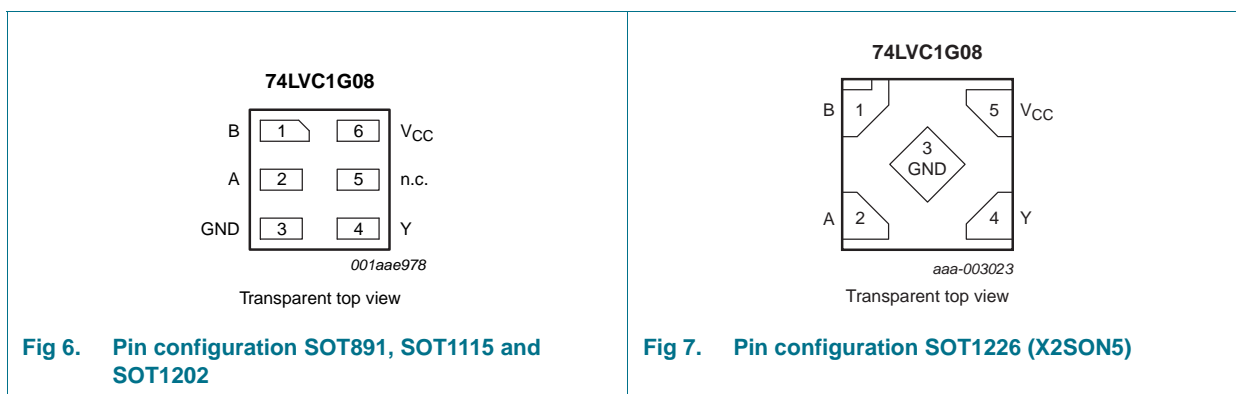 74LVC1G08
B 1 6 VCC
A 2 5 n.c.
GND 3 4 Y
001aae978
Transparent top view
Fig 6. Pin configuration SOT891, SOT1115 and
SOT1202
74LVC1G08
B 1 5 VCC
3
GND
A 2 4 Y
aaa-003023
Transparent top view
Fig 7. Pin configuration SOT1226 (X2SON5)